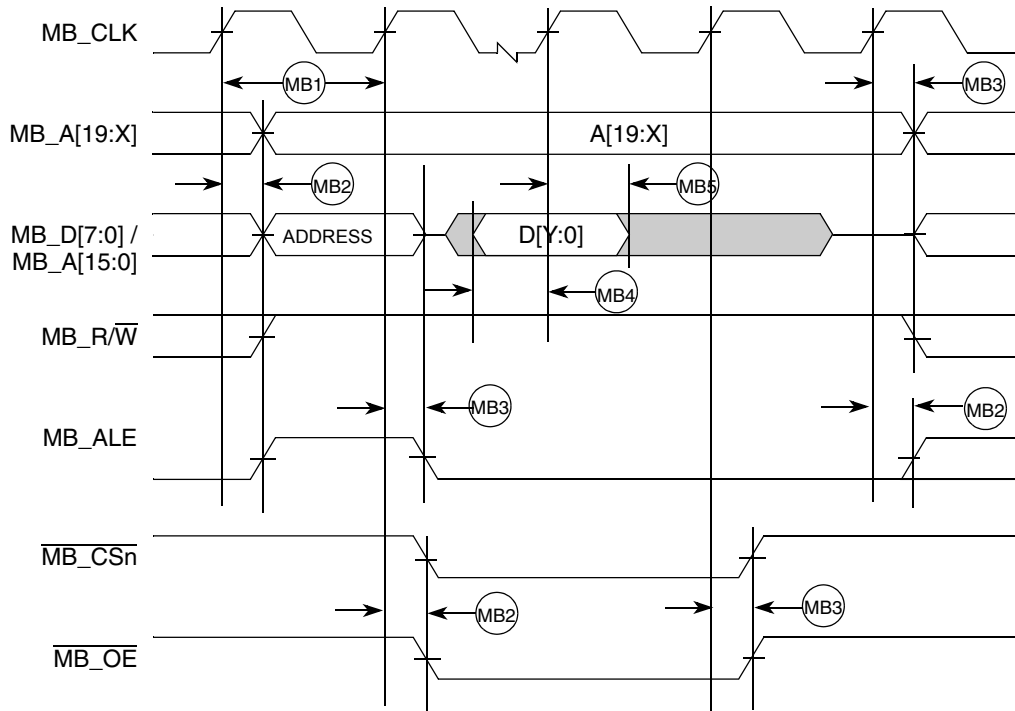 MB_CLK
MB1
MB3
MB_A[19:X]
A[19:X]
MB2
MB5
MB_D[7:0] /
MB_A[15:0]
ADDRESS
D[Y:0]
MB4
MB_R/W
MB3
MB2
MB_ALE
MB_CSn
MB2
MB3
MB_OE